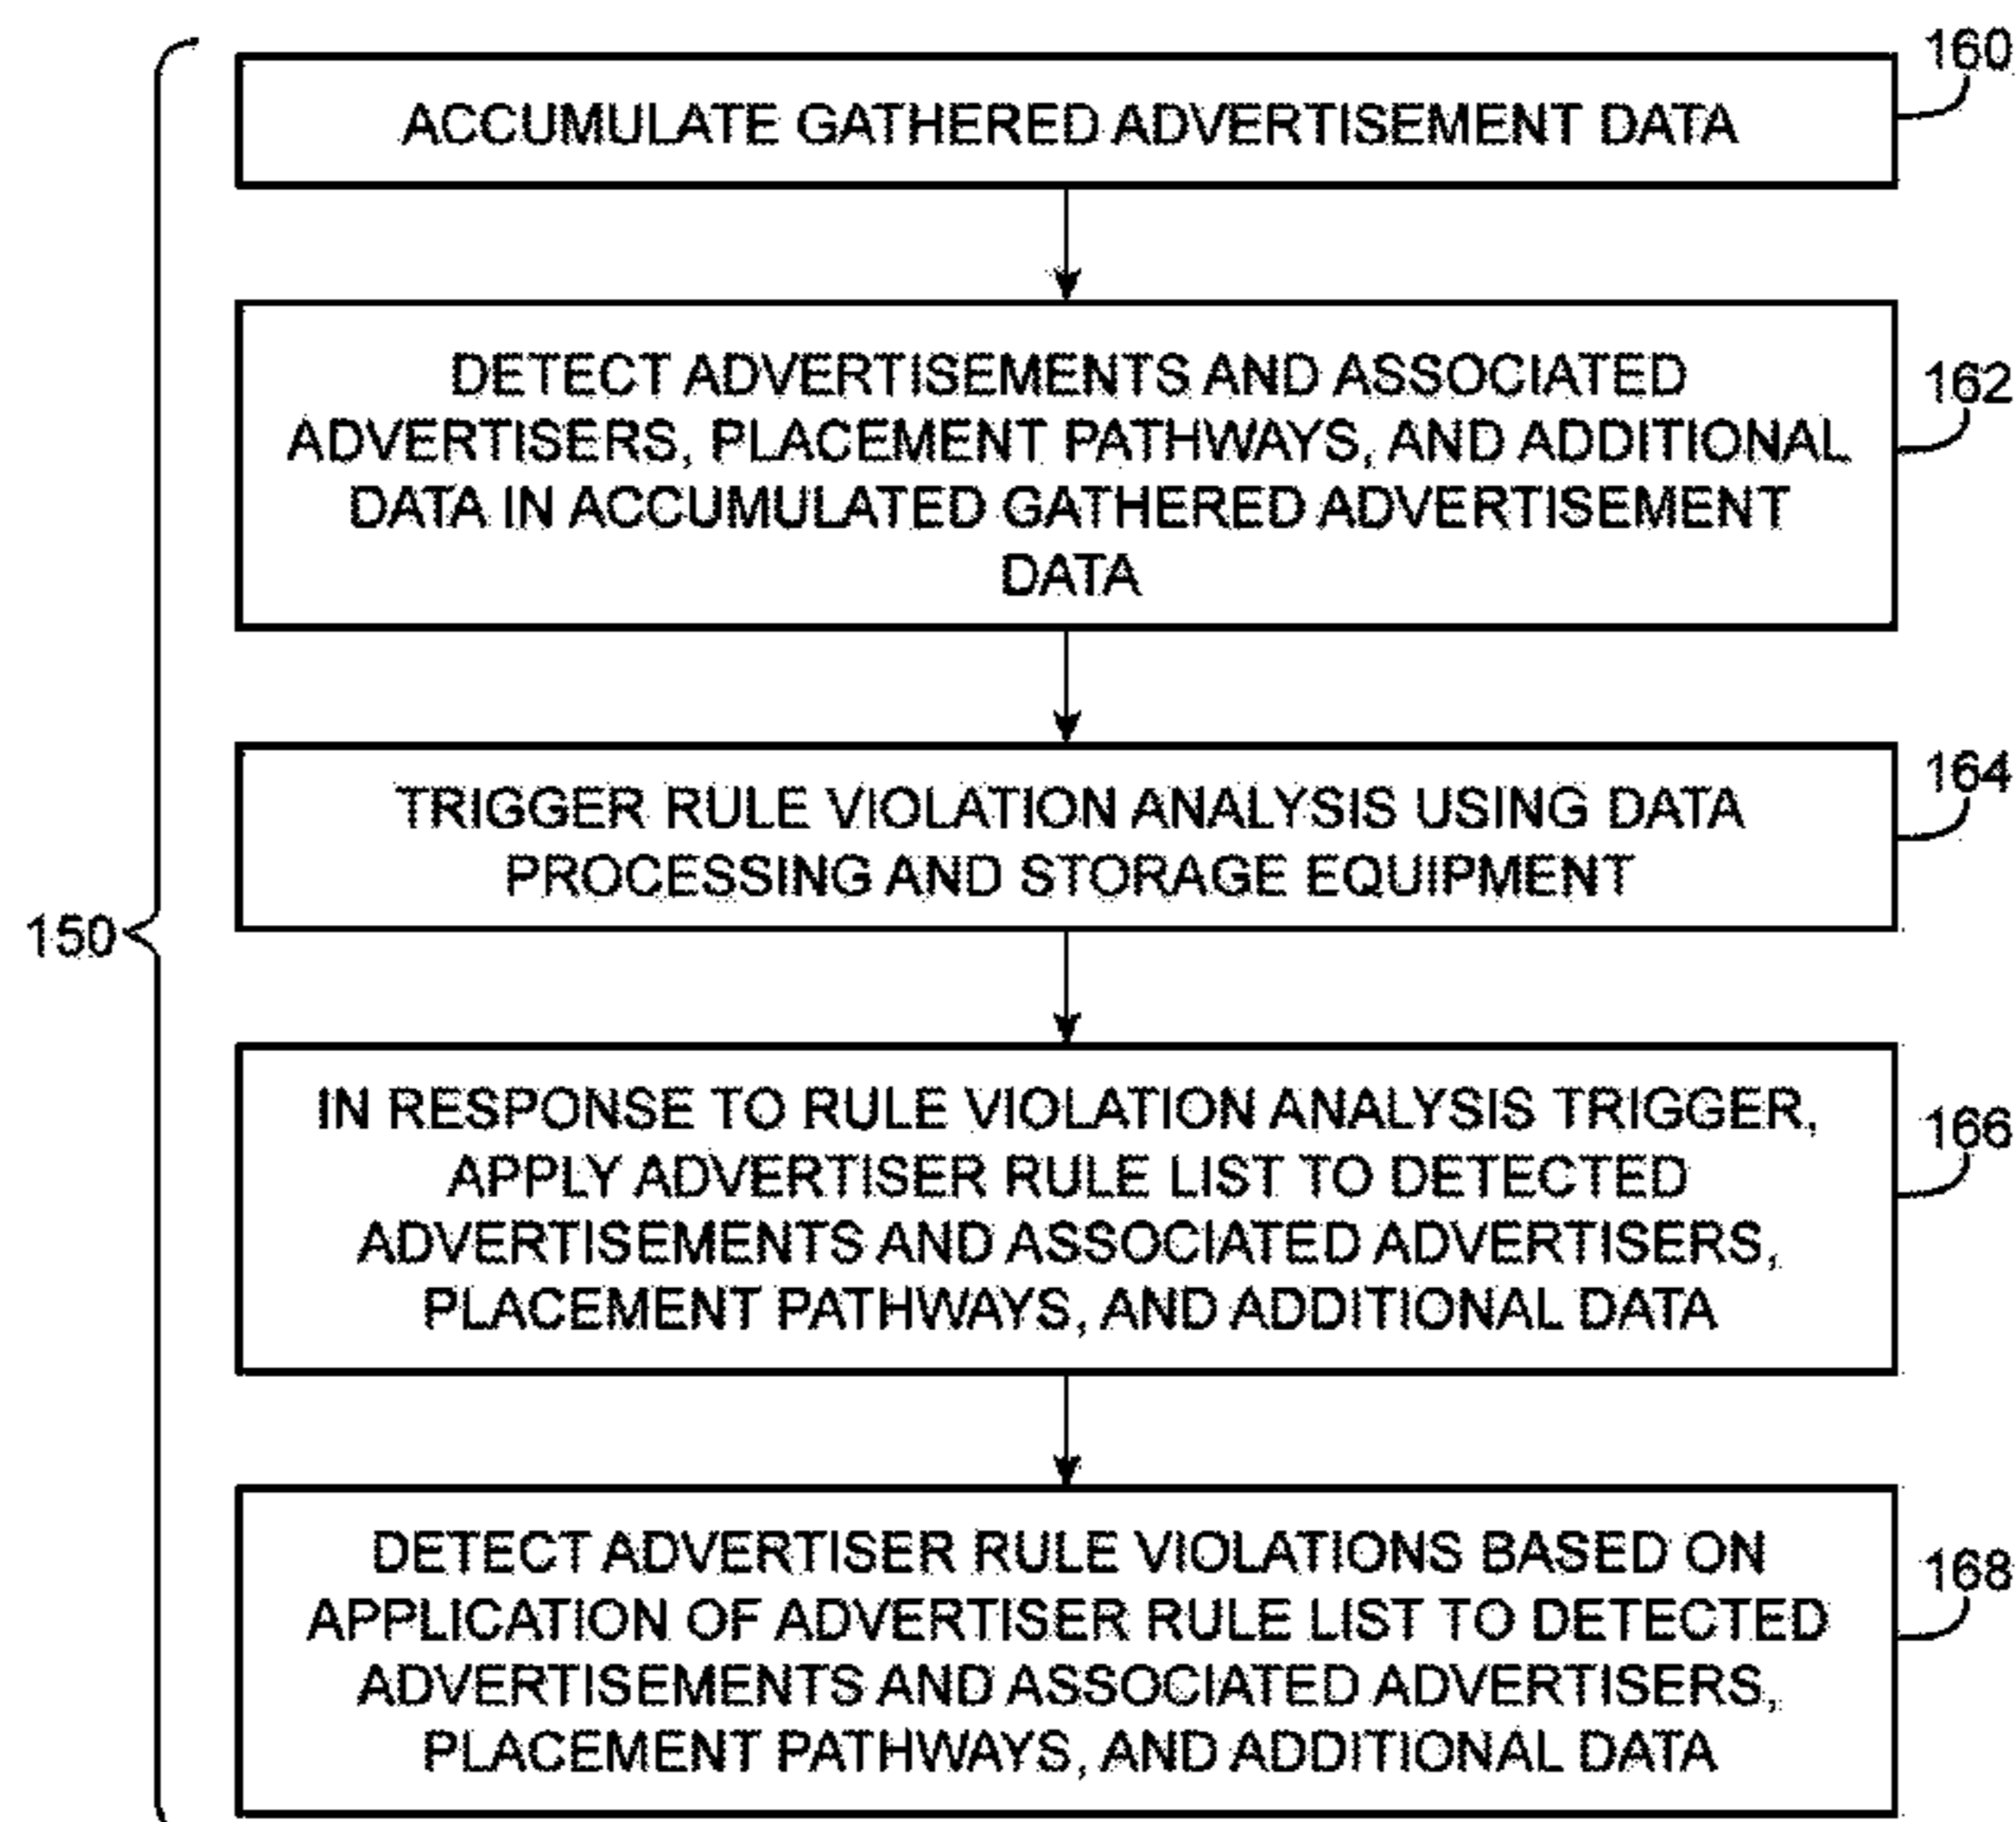 160
ACCUMULATE GATHERED ADVERTISEMENT DATA
162
DETECT ADVERTISEMENTS AND ASSOCIATED
ADVERTISERS, PLACEMENT PATHWAYS, AND ADDITIONAL
DATA IN ACCUMULATED GATHERED ADVERTISEMENT
DATA
164
TRIGGER RULE VIOLATION ANALYSIS USING DATA
PROCESSING AND STORAGE EQUIPMENT
150
166
IN RESPONSE TO RULE VIOLATION ANALYSIS TRIGGER,
APPLY ADVERTISER RULE LIST TO DETECTED
ADVERTISEMENTS AND ASSOCIATED ADVERTISERS,
PLACEMENT PATHWAYS, AND ADDITIONAL DATA
168
DETECT ADVERTISER RULE VIOLATIONS BASED ON
APPLICATION OF ADVERTISER RULE LIST TO DETECTED
ADVERTISEMENTS AND ASSOCIATED ADVERTISERS,
PLACEMENT PATHWAYS, AND ADDITIONAL DATA